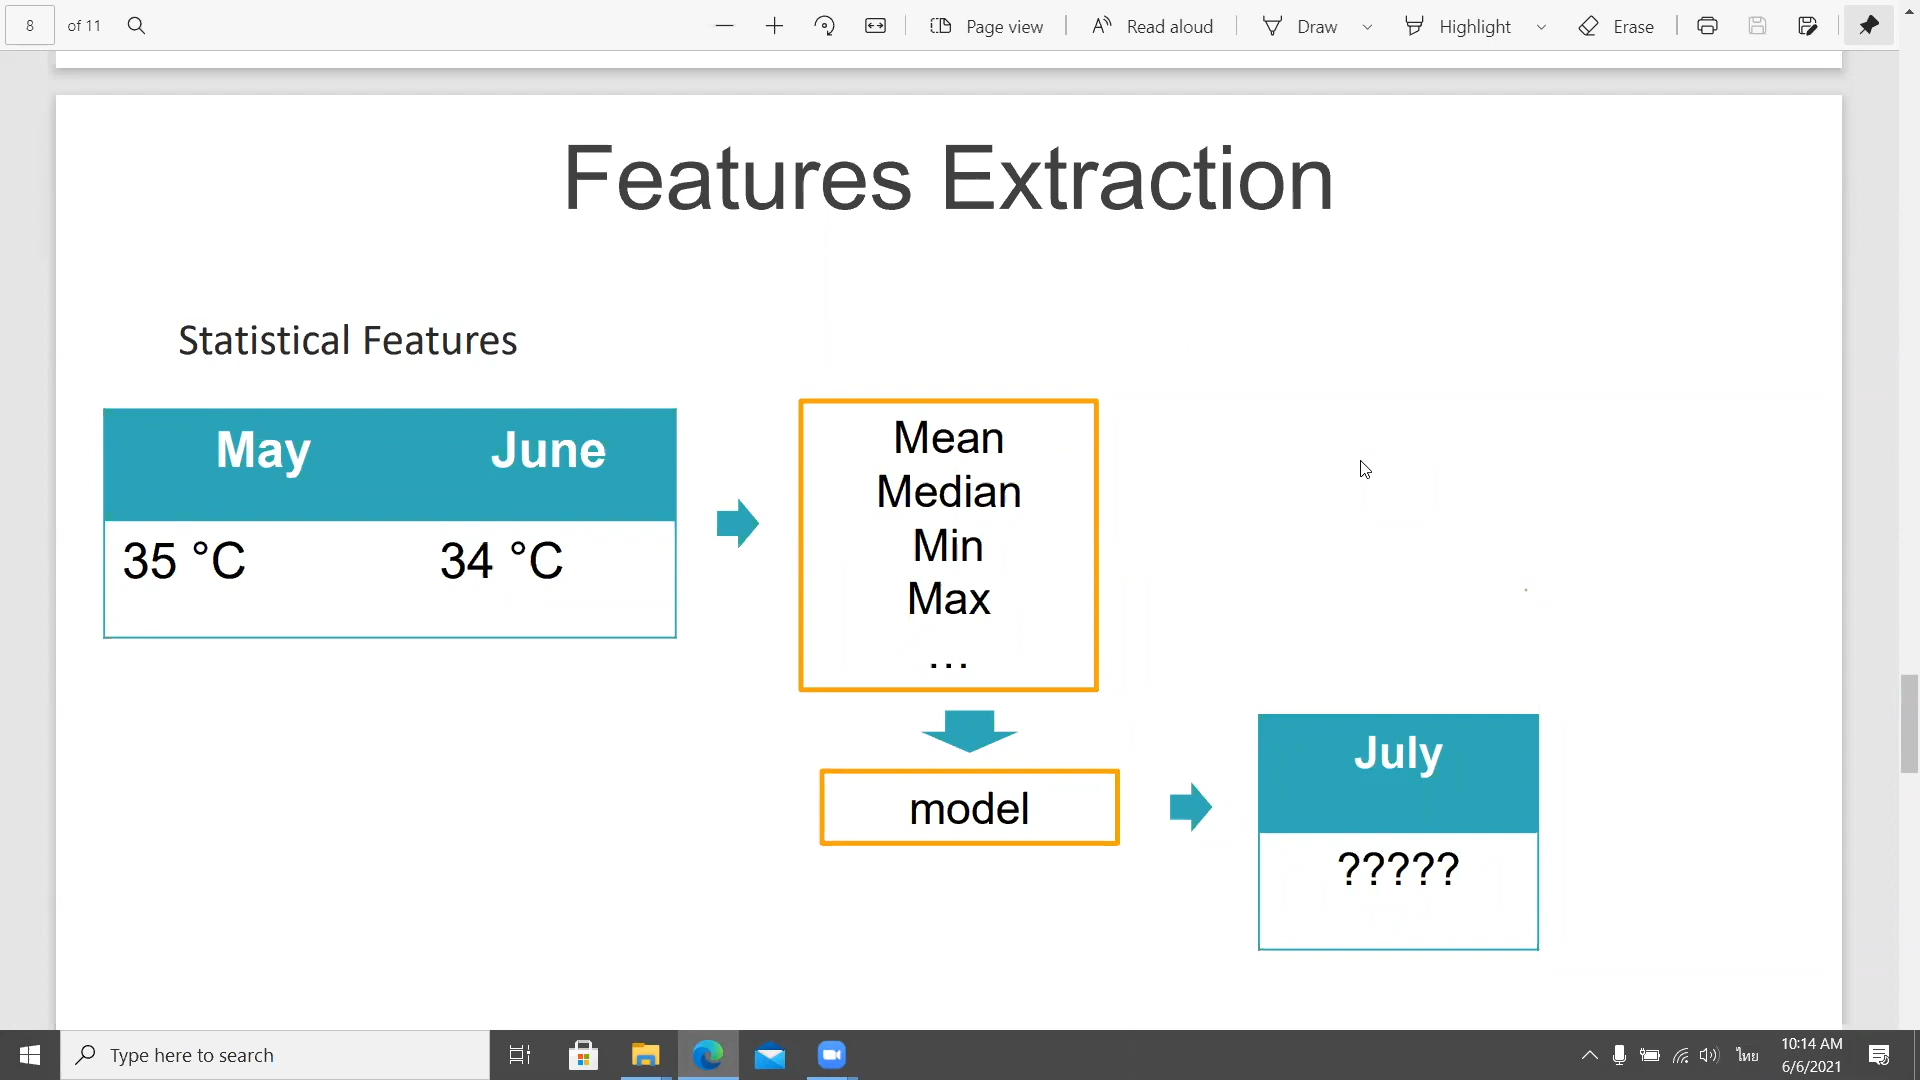 8 of 11 Page view Read aloud Draw Highlight Erase
Features Extraction
Statistical Features
May June
35 °C 34 °C
Mean
Median
Min
Max
...
model
July
?????
Type here to search
ไทย
10:14 AM
6/6/2021